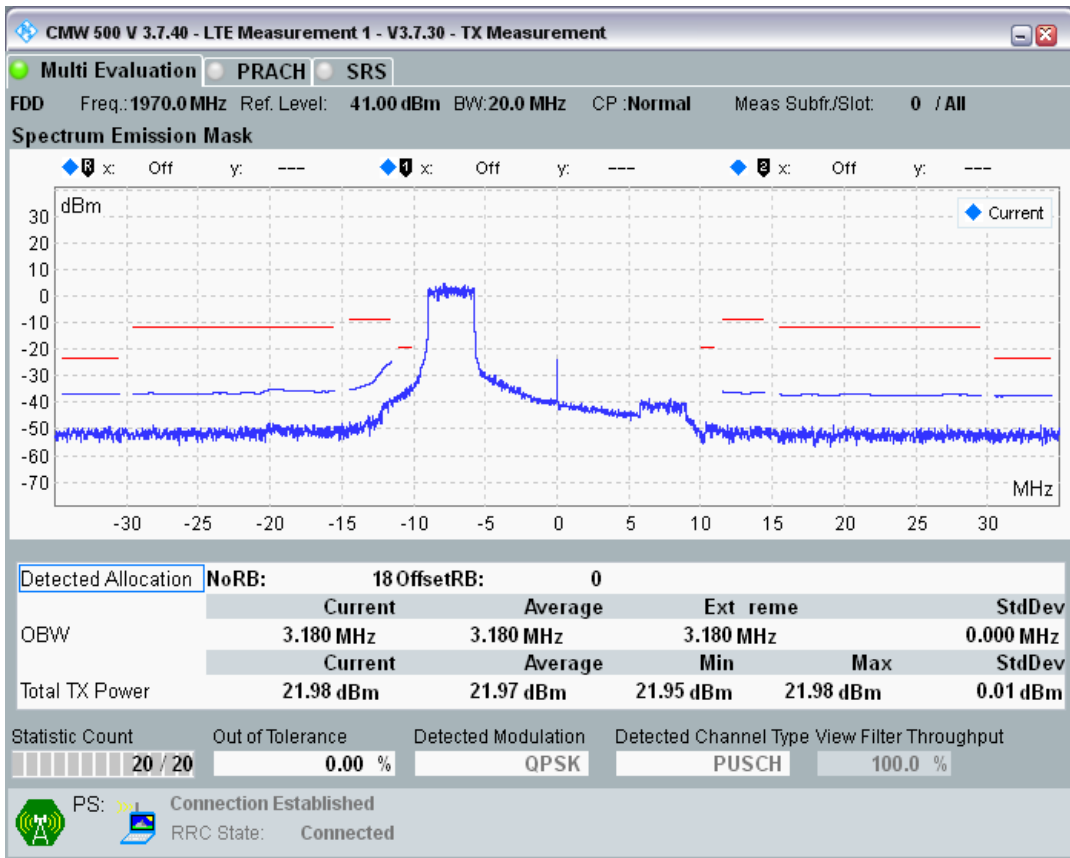 CMW 500 V 3.7.40 - LTE Measurement 1 - V3.7.30 - TX Measurement
Multi Evaluation PRACH SRS
FDD Freq.: 1970.0 MHz Ref. Level: 41.00 dBm BW: 20.0 MHz CP : Normal Meas Subfr./Slot: 0 / All
Spectrum Emission Mask
R x: Off y: --- 1 x: Off y: --- 2 x: Off y: ---
dBm
Current
30
20
10
0
-10
-20
-30
-40
-50
-60
-70
MHz
-30 -25 -20 -15 -10 -5 0 5 10 15 20 25 30
Detected Allocation NoRB: 18 OffsetRB: 0
Current Average Ext reme StdDev
OBW 3.180 MHz 3.180 MHz 3.180 MHz 0.000 MHz
Current Average Min Max StdDev
Total TX Power 21.98 dBm 21.97 dBm 21.95 dBm 21.98 dBm 0.01 dBm
Statistic Count Out of Tolerance Detected Modulation Detected Channel Type View Filter Throughput
20 / 20 0.00 % QPSK PUSCH 100.0 %
PS: Connection Established
RRC State: Connected